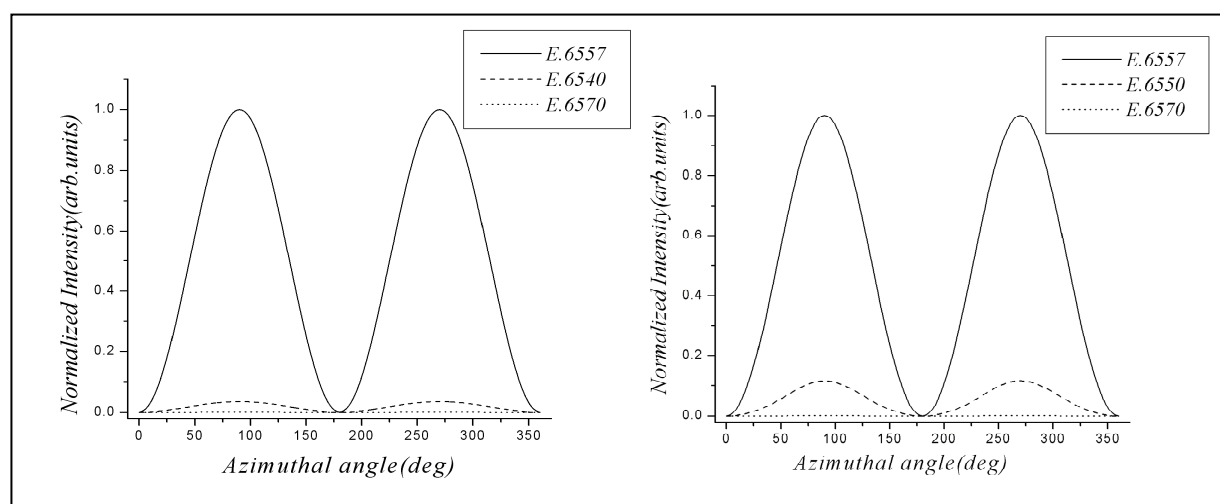 E.6557
E.6540
E.6570
Normalized Intensity(arb.units)
1.0
0.8
0.6
0.4
0.2
0.0
0 50 100 150 200 250 300 350
Azimuthal angle(deg)
E.6557
E.6550
E.6570
Normalized Intensity(arb.units)
1.0
0.8
0.6
0.4
0.2
0.0
0 50 100 150 200 250 300 350
Azimuthal angle(deg)